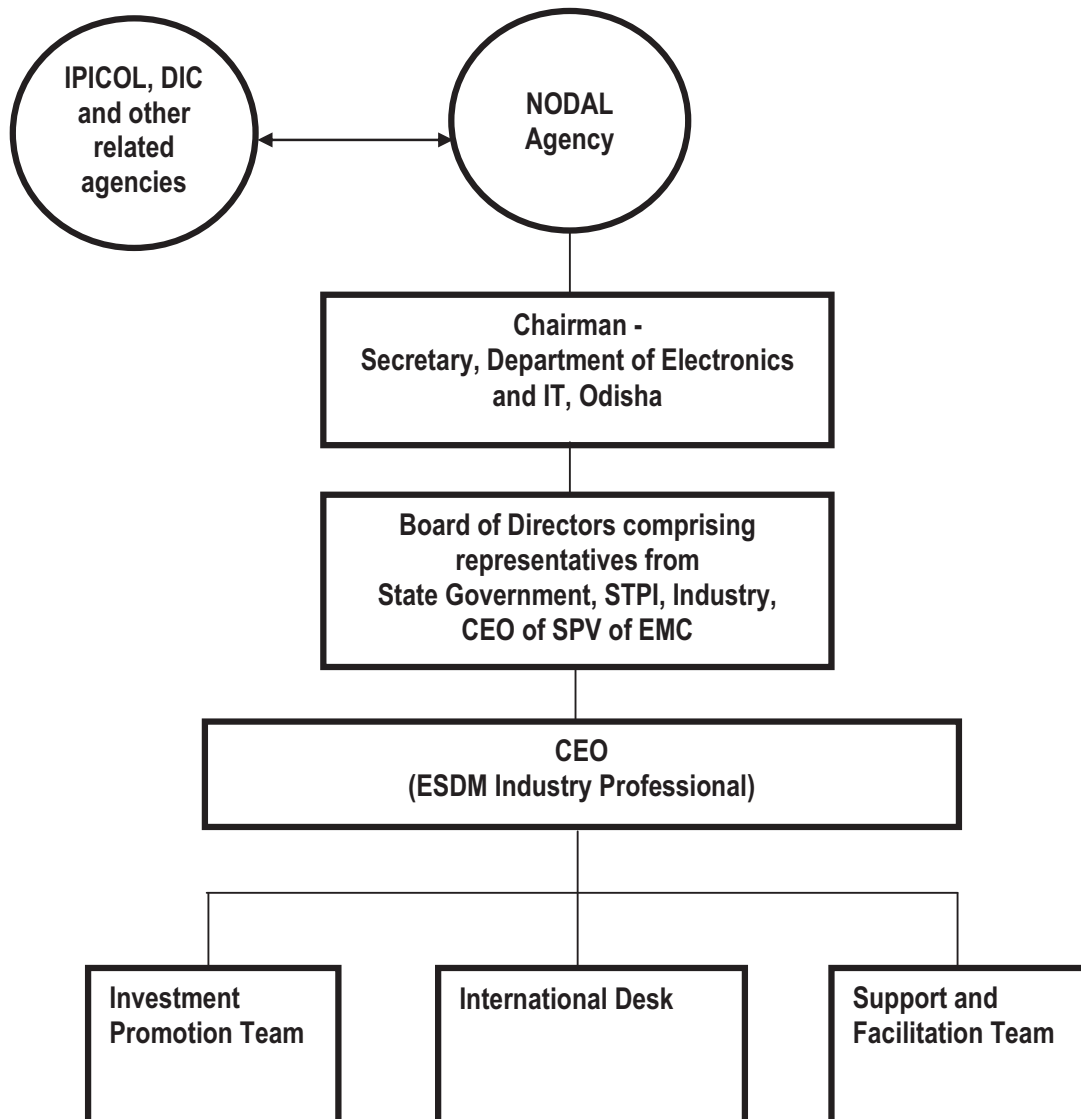 IPICOL, DIC
and other
related
agencies
NODAL
Agency
Chairman -
Secretary, Department of Electronics
and IT, Odisha
Board of Directors comprising
representatives from
State Government, STPI, Industry,
CEO of SPV of EMC
CEO
(ESDM Industry Professional)
Investment
Promotion Team
International Desk
Support and
Facilitation Team